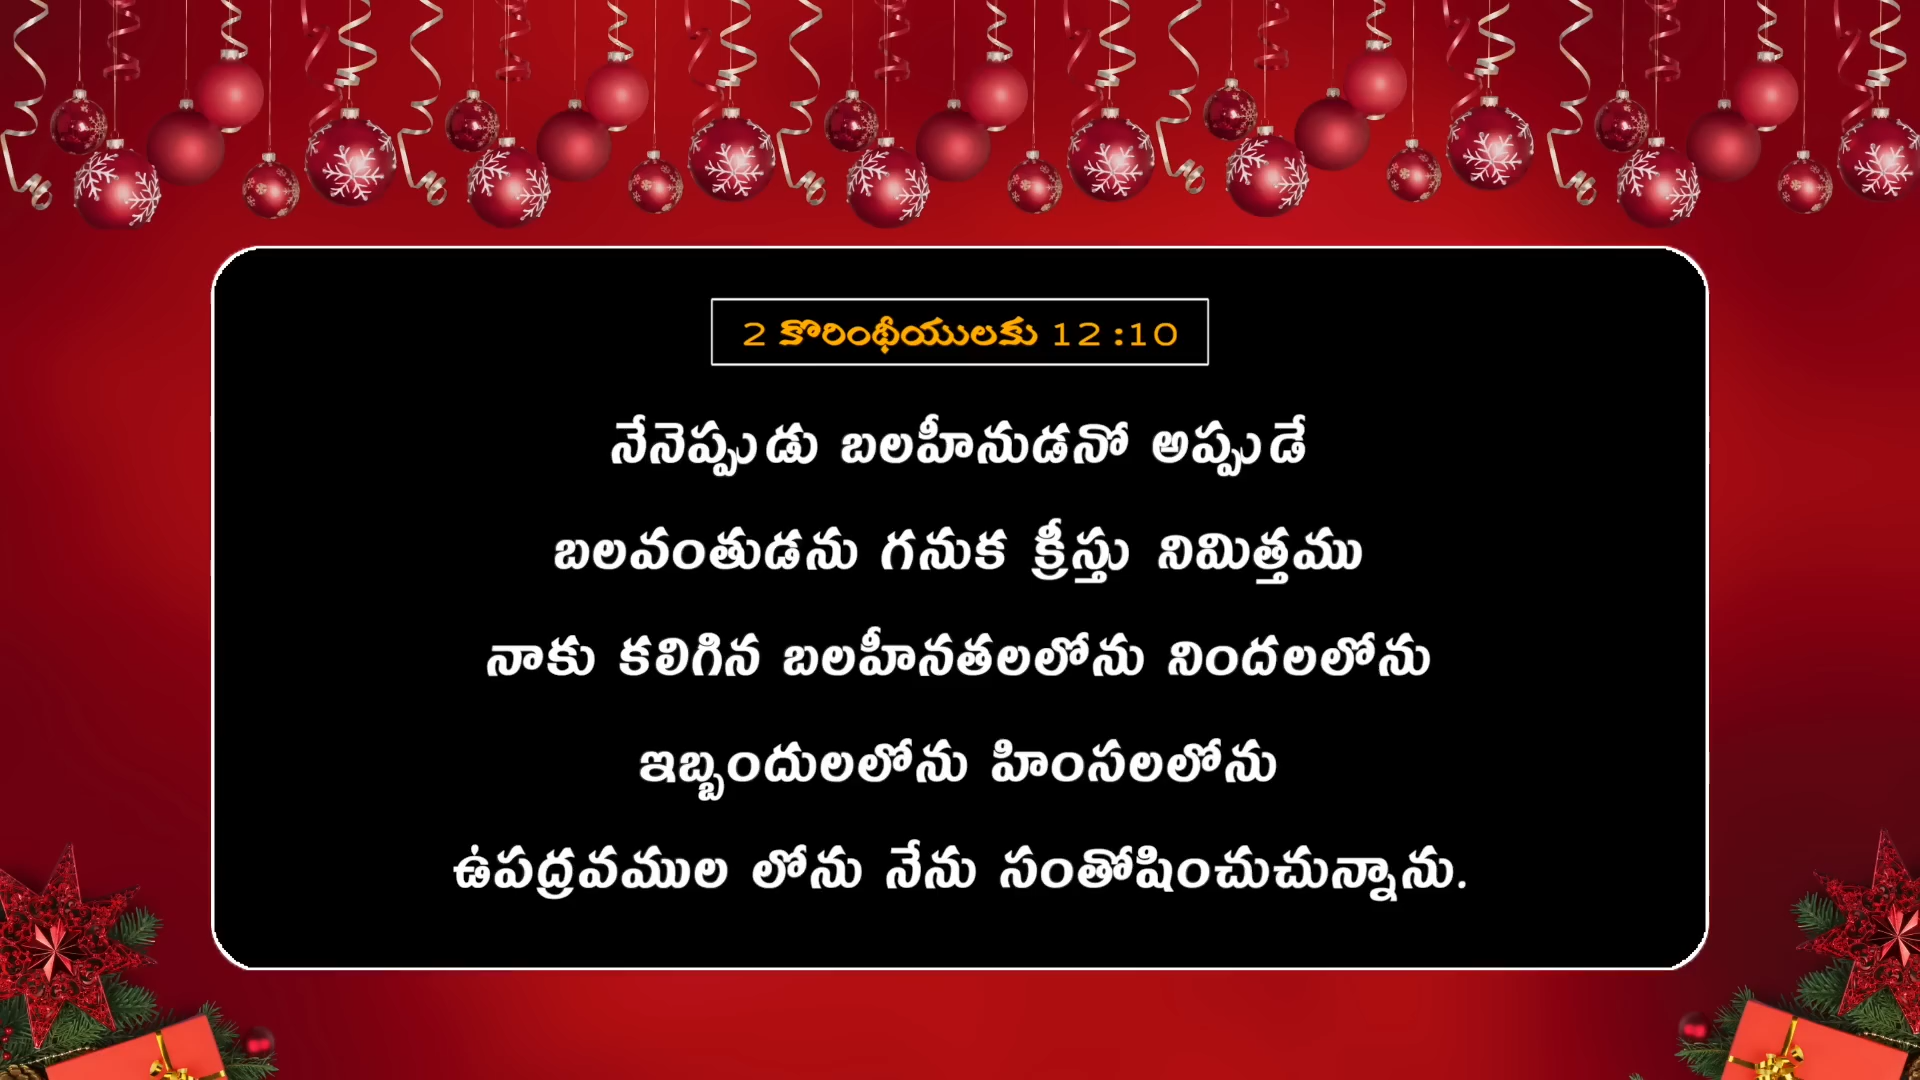 2 కొరింథీయులకు 12 :10
నేనెప్పుడు బలహీనుడనో అప్పుడే
బలవంతుడను గనుక క్రీస్తు నిమిత్తము
నాకు కలిగిన బలహీనతలలోను నిందలలోను
ఇబ్బందులలోను హింసలలోను
ఉపద్రవముల లోను నేను సంతోషించుచున్నాను.